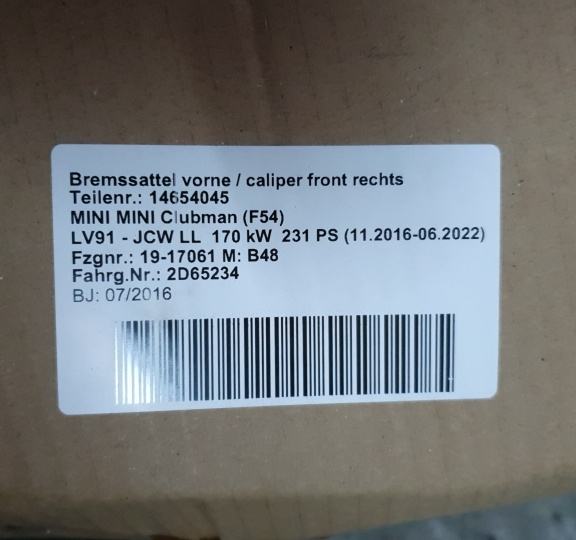 Bremssattel vorne / caliper front rechts
Teilenr.: 14654045
MINI MINI Clubman (F54)
LV91 - JCW LL  170 kW  231 PS (11.2016-06.2022)
Fzgnr.: 19-17061 M: B48
Fahrg.Nr.: 2D65234
BJ: 07/2016